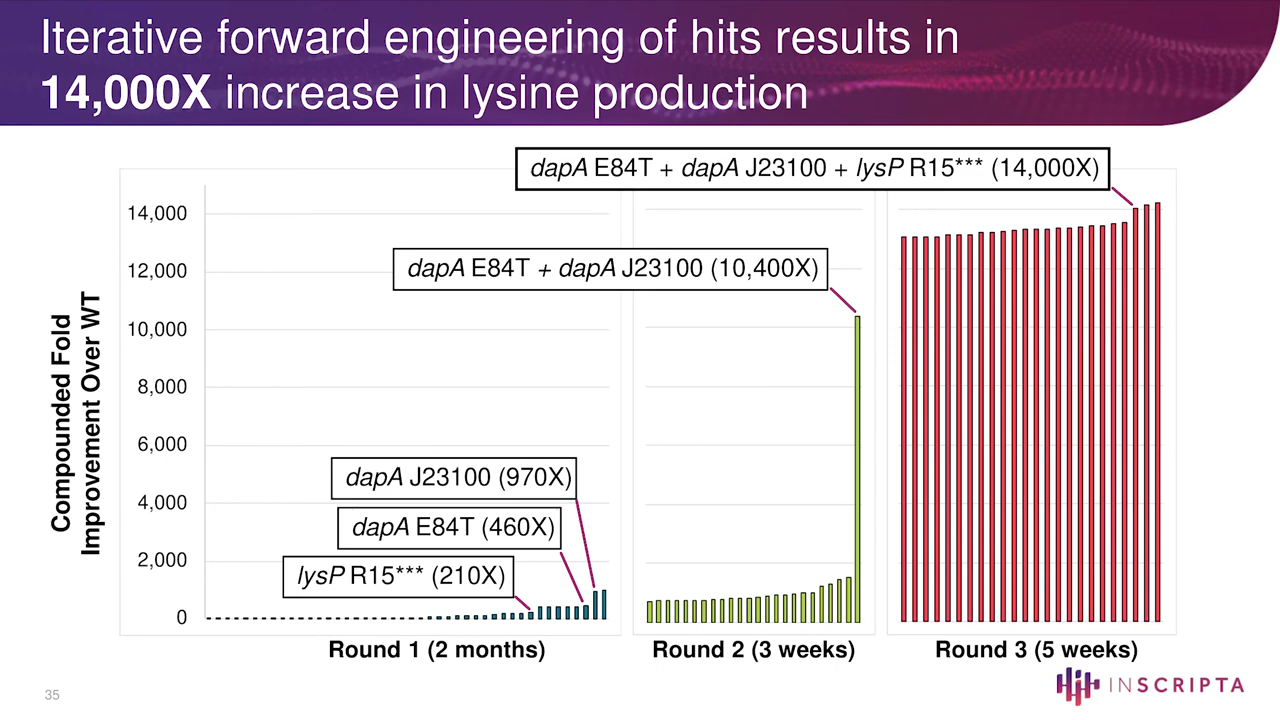 Iterative forward engineering of hits results in
14,000X increase in lysine production
dapA E84T + dapA J23100 + lysP R15*** (14,000X)
dapA E84T + dapA J23100 (10,400X)
dapA J23100 (970X)
dapA E84T (460X)
lysP R15*** (210X)
Compounded Fold
Improvement Over WT
14,000
12,000
10,000
8,000
6,000
4,000
2,000
0
Round 1 (2 months)
Round 2 (3 weeks)
Round 3 (5 weeks)
35
INSCRIPTA